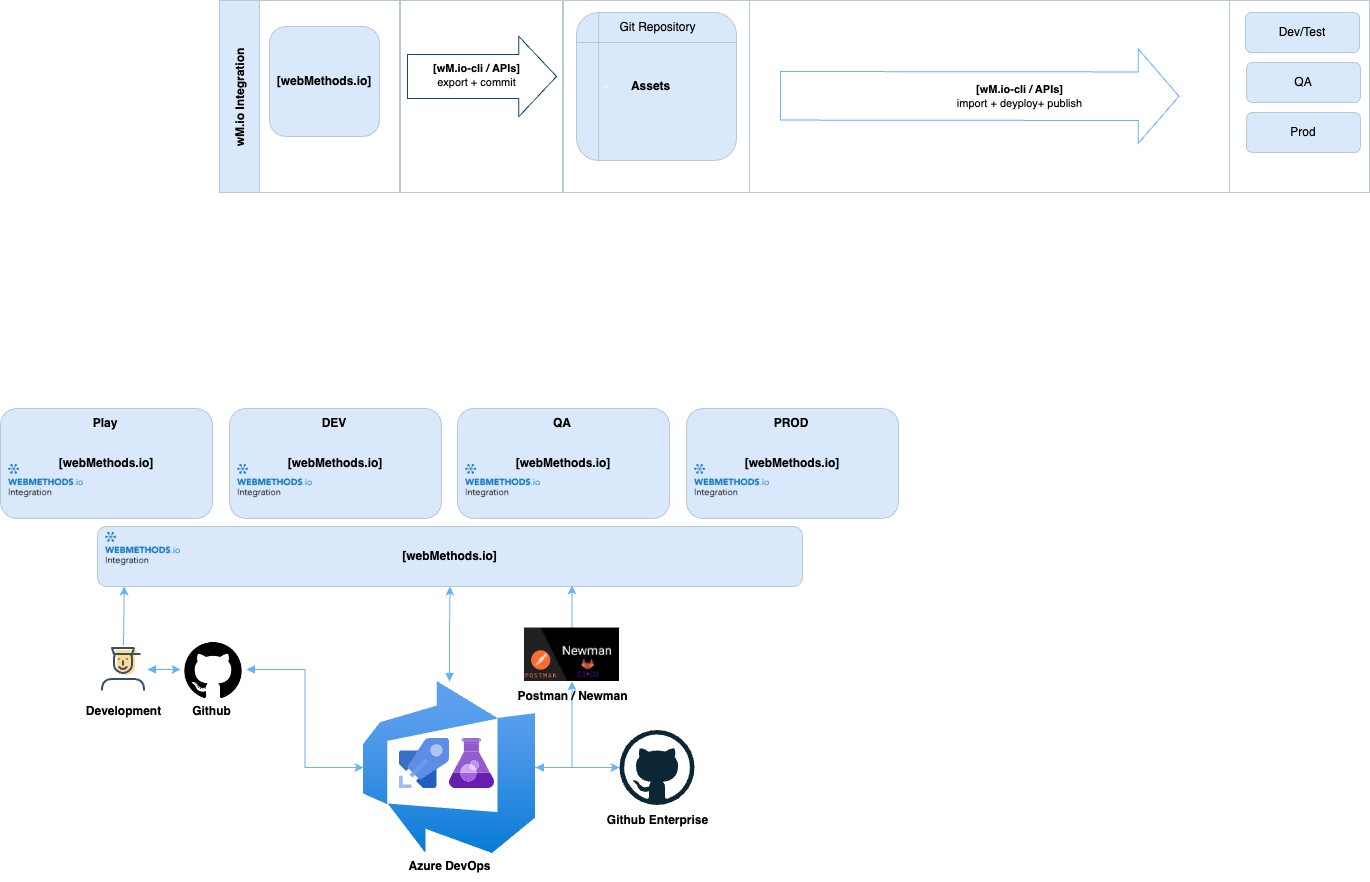 wM.io Integration
[webMethods.io]
[wM.io-cli / APIs]
export + commit
Git Repository
Assets
[wM.io-cli / APIs]
import + deyploy+ publish
Dev/Test
QA
Prod
Play
[webMethods.io]
WEBMETHODS.io
Integration
DEV
[webMethods.io]
WEBMETHODS.io
Integration
QA
[webMethods.io]
WEBMETHODS.io
Integration
PROD
[webMethods.io]
WEBMETHODS.io
Integration
WEBMETHODS.io
Integration
[webMethods.io]
Development
Github
Newman
POSTMAN
CI+CD
Postman / Newman
Github Enterprise
Azure DevOps